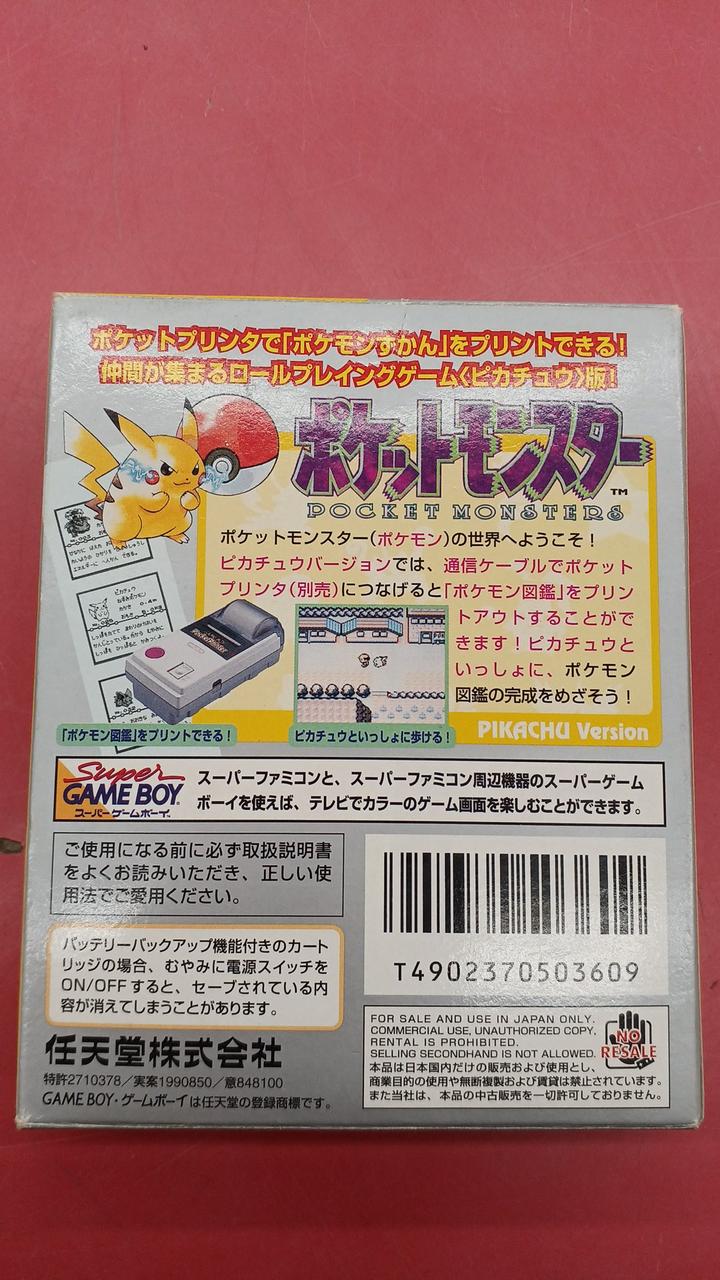 ポケットプリンタで「ポケモンずかん」をプリントできる!
仲間が集まるロールプレイングゲーム〈ピカチュウ〉版!
ポケットモンスター™
POCKET MONSTERS
ポケットモンスター(ポケモン)の世界へようこそ!
ピカチュウバージョンでは、通信ケーブルでポケット
プリンタ(別売)につなげると「ポケモン図鑑」をプリン
トアウトすることがで
きます!ピカチュウと
いっしょに、ポケモン
図鑑の完成をめざそう!
PIKACHU Version
ピカチュウ
ねずみポケモン
「ポケモン図鑑」をプリントできる!
ピカチュウといっしょに歩ける!
Super
GAME BOY
スーパーゲームボーイ
スーパーファミコンと、スーパーファミコン周辺機器のスーパーゲーム
ボーイを使えば、テレビでカラーのゲーム画面を楽しむことができます。
ご使用になる前に必ず取扱説明書
をよくお読みいただき、正しい使
用法でご愛用ください。
バッテリーバックアップ機能付きのカート
リッジの場合、むやみに電源スイッチを
ON/OFFすると、セーブされている内
容が消えてしまうことがあります。
T4902370503609
任天堂株式会社
特許2710378/実案1990850/意848100
GAME BOY・ゲームボーイは任天堂の登録商標です。
FOR SALE AND USE IN JAPAN ONLY.
COMMERCIAL USE, UNAUTHORIZED COPY,
RENTAL IS PROHIBITED.
SELLING SECONDHAND IS NOT ALLOWED.
NO
RESALE
本品は日本国内だけの販売および使用とし、
商業目的の使用や無断複製および賃貸は禁止されています。
また当社は、本品の中古販売を一切許可しておりません。